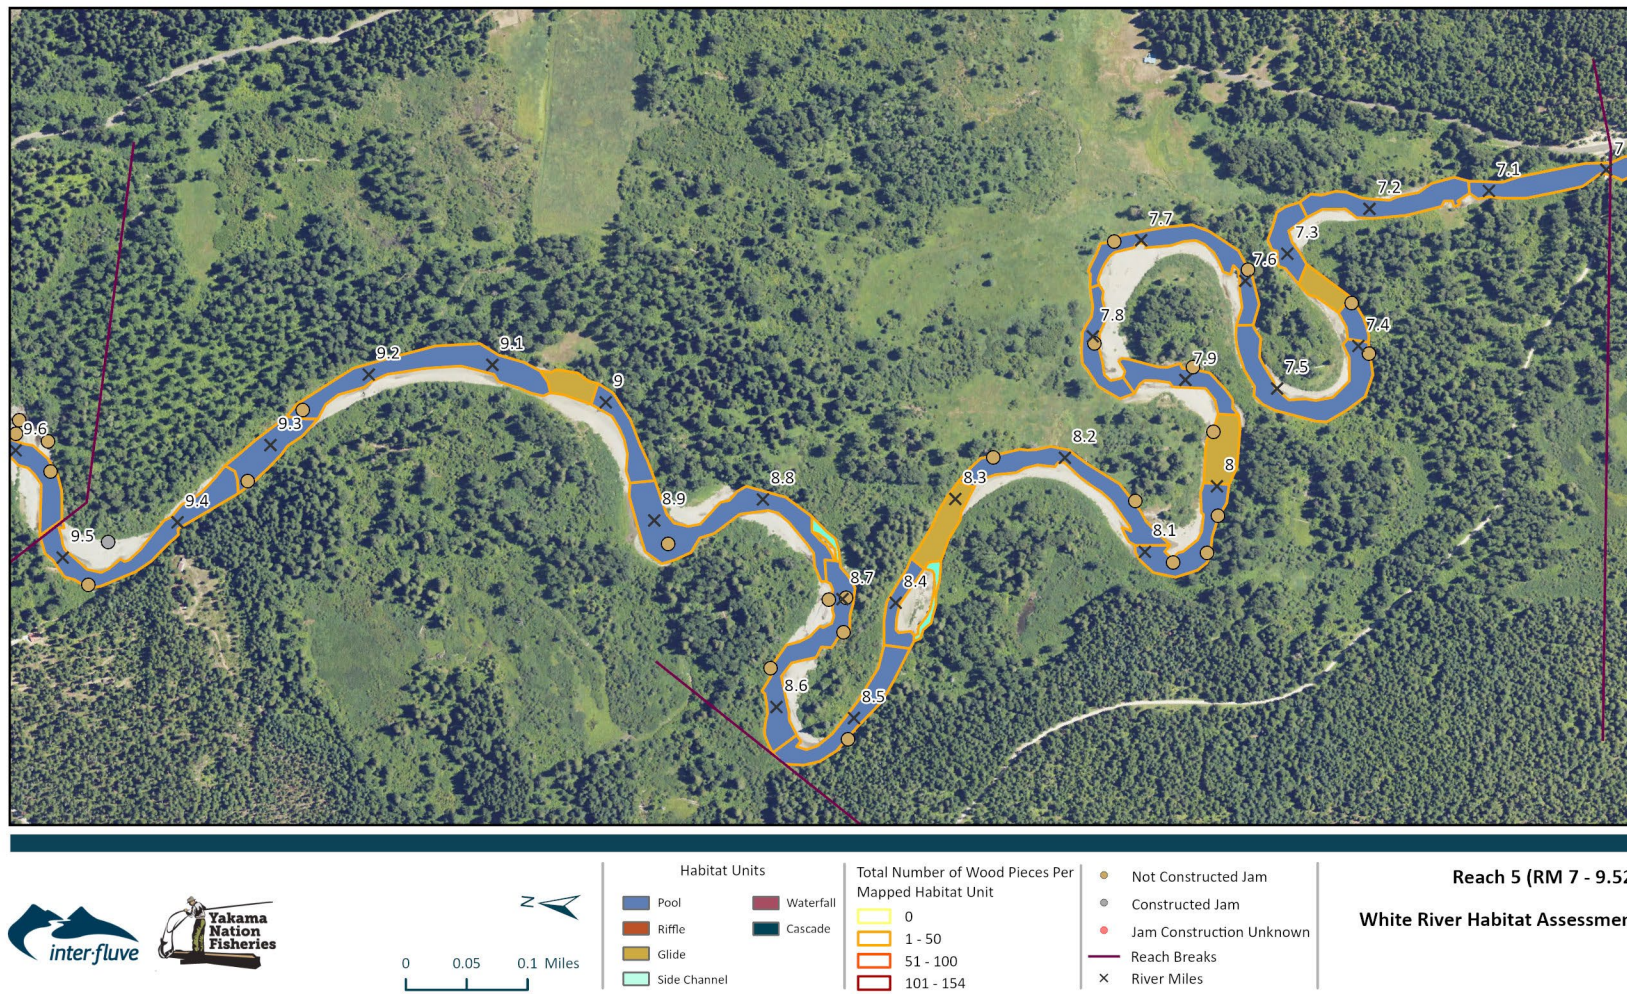 7
7.1
7.2
7.3
7.7
7.6
7.4
7.8
7.5
7.9
9.1
9.2
9
9.3
9.6
8.2
8
8.3
8.8
8.9
9.4
8.1
9.5
8.7
8.4
8.6
8.5
inter-fluve
Yakama
Nation
Fisheries
N
0 0.05 0.1 Miles
Habitat Units
Pool
Riffle
Glide
Side Channel
Waterfall
Cascade
Total Number of Wood Pieces Per
Mapped Habitat Unit
0
1 - 50
51 - 100
101 - 154
Not Constructed Jam
Constructed Jam
Jam Construction Unknown
Reach Breaks
River Miles
Reach 5 (RM 7 - 9.52
White River Habitat Assessmen